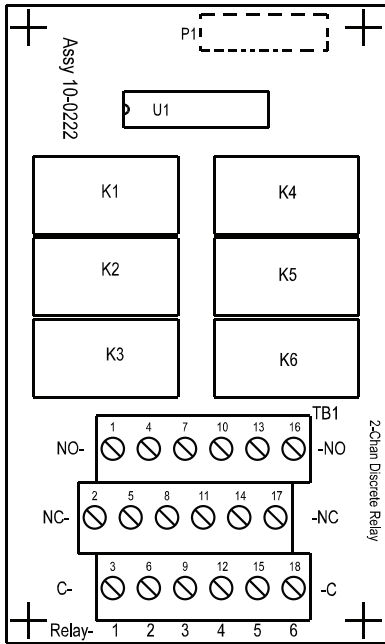 P1
Assy 10-0222
U1
K1 K4
K2 K5
K3 K6
TB1
1 4 7 10 13 16
NO- -NO
2 5 8 11 14 17
NC- -NC
3 6 9 12 15 18
C- -C
Relay- 1 2 3 4 5 6
2-Chan Discrete Relay